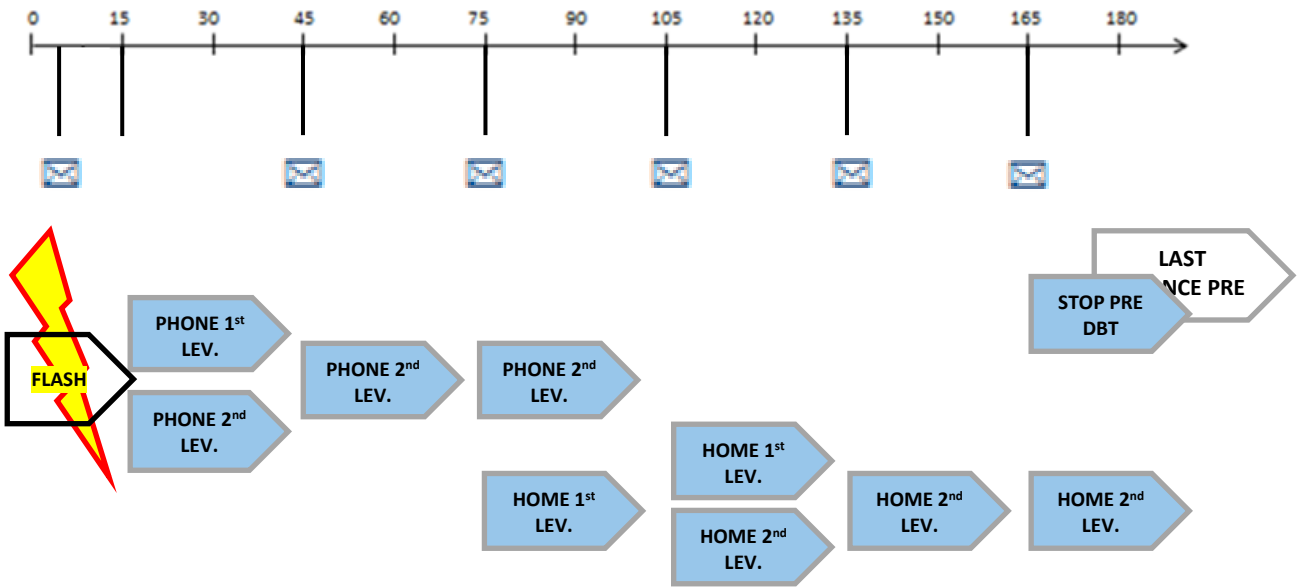 0 15 30 45 60 75 90 105 120 135 150 165 180
LAST
NCE PRE
STOP PRE
DBT
PHONE 1st
LEV.
FLASH
PHONE 2nd
LEV.
PHONE 2nd
LEV.
PHONE 2nd
LEV.
HOME 1st
LEV.
HOME 1st
LEV.
HOME 2nd
LEV.
HOME 2nd
LEV.
HOME 2nd
LEV.